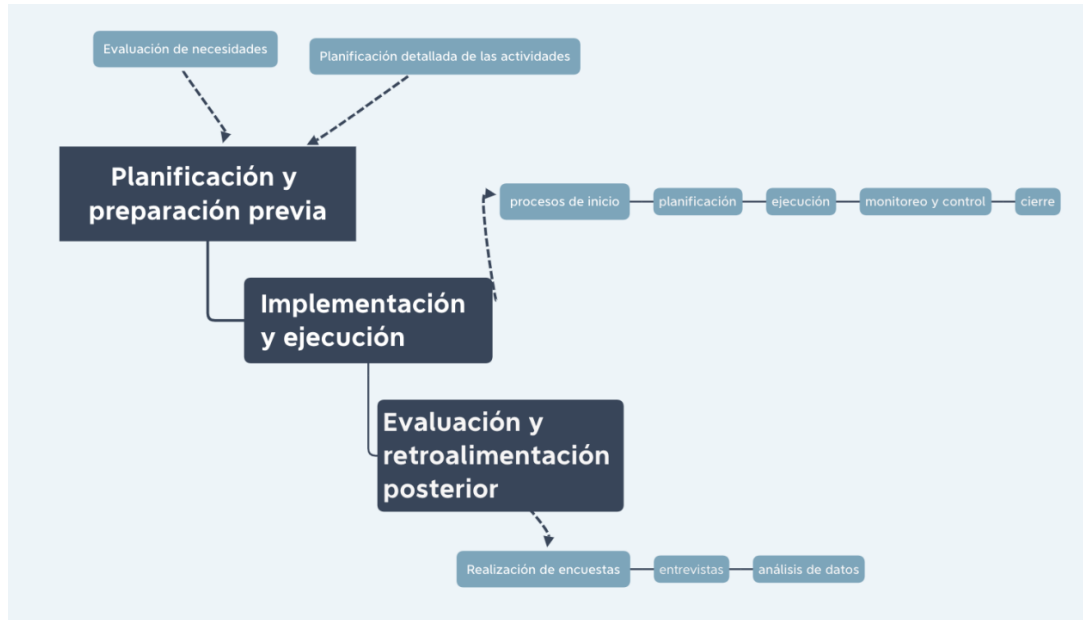 Evaluación de necesidades
Planificación detallada de las actividades
Planificación y
preparación previa
procesos de inicio
planificación
ejecución
monitoreo y control
cierre
Implementación
y ejecución
Evaluación y
retroalimentación
posterior
Realización de encuestas
entrevistas
análisis de datos